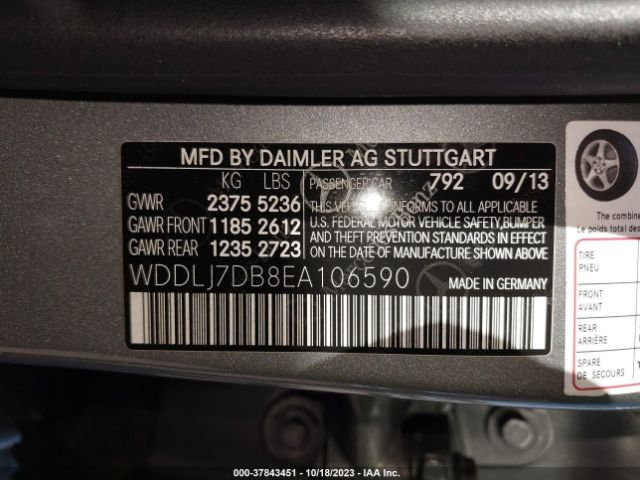 MFD BY DAIMLER AG STUTTGART
KG LBS PASSENGER CAR 792 09/13
GVWR 2375 5236
GAWR FRONT 1185 2612
GAWR REAR 1235 2723
THIS VEHICLE CONFORMS TO ALL APPLICABLE
U.S. FEDERAL MOTOR VEHICLE SAFETY,BUMPER
AND THEFT PREVENTION STANDARDS IN EFFECT
ON THE DATE OF MANUFACTURE SHOWN ABOVE.
WDDLJ7DB8EA106590 MADE IN GERMANY
The combine
Le poids total
TIRE
PNEU
FRONT
AVANT
REAR
ARRIÈRE
SPARE
DE SECOURS
000-37843451 - 10/18/2023 - IAA Inc.